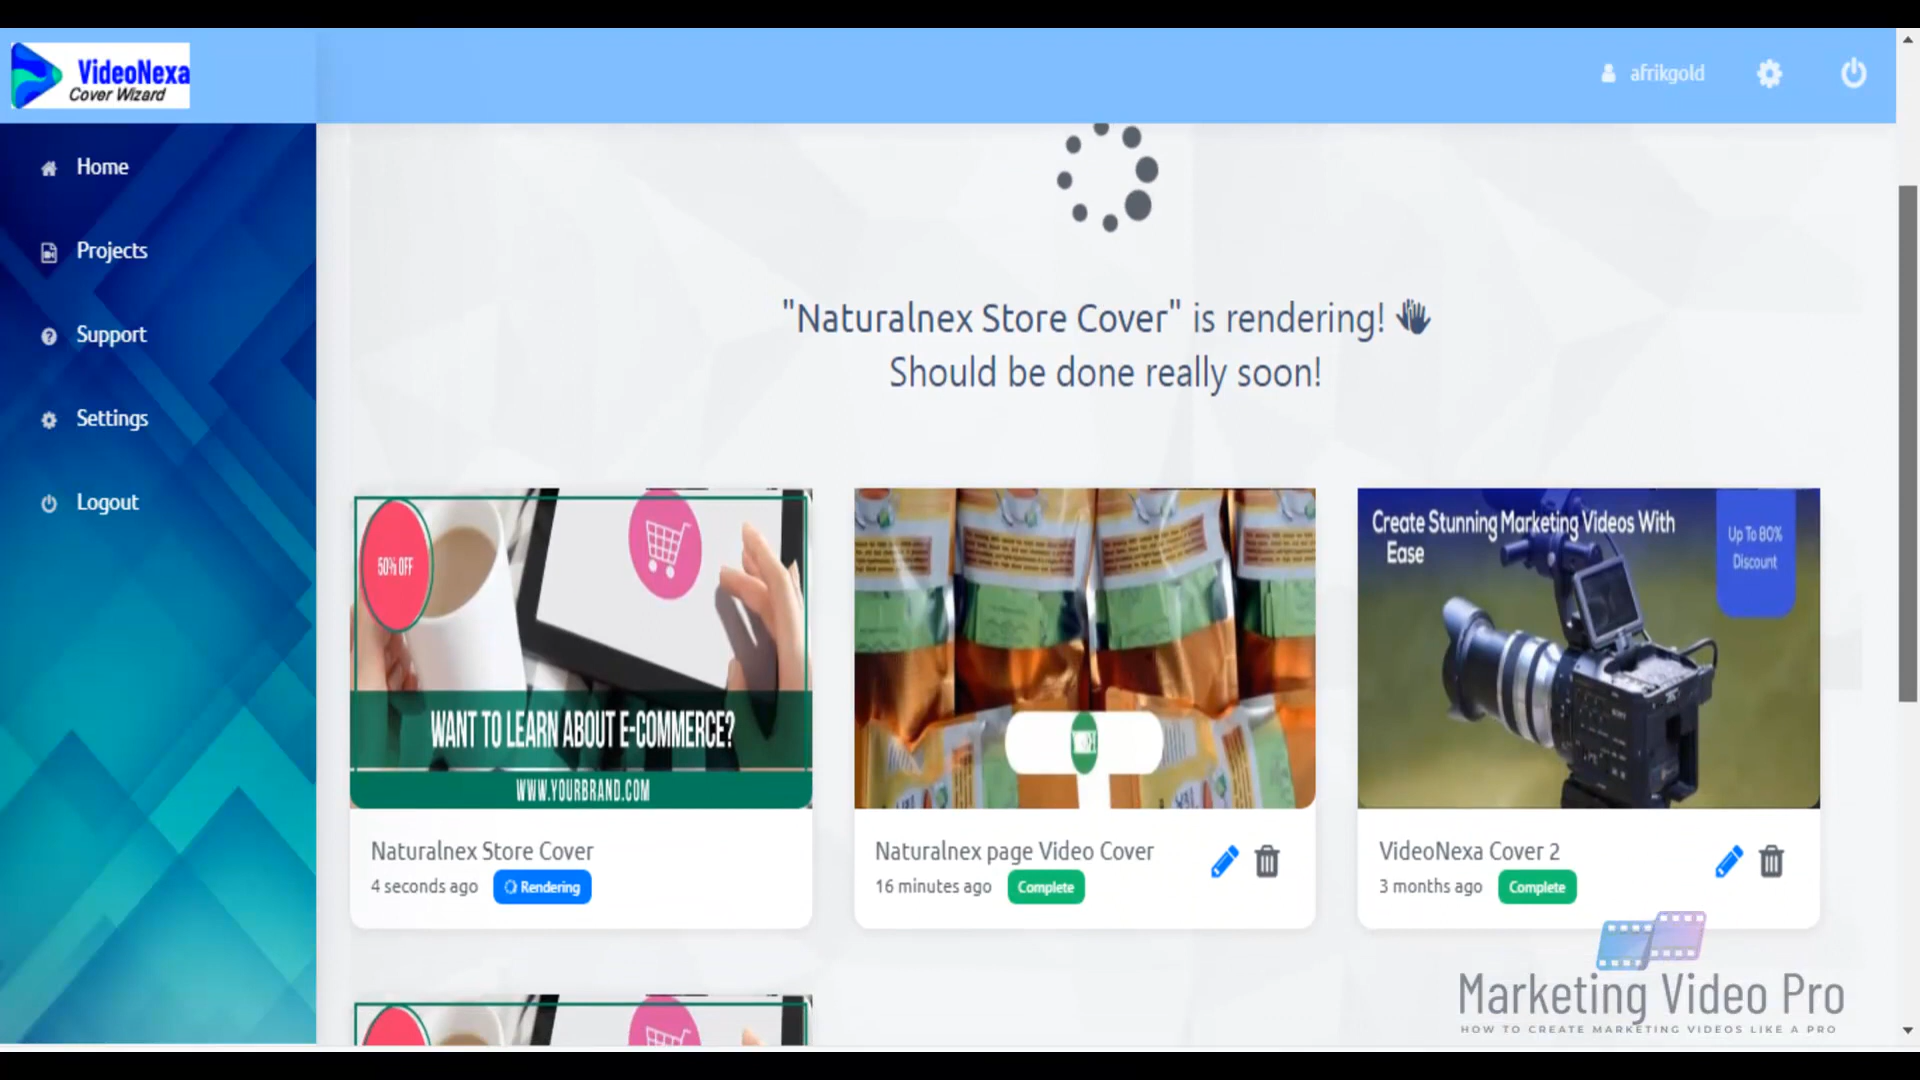 VideoNexa
Cover Wizard
afrikgold
Home
Projects
Support
Settings
Logout
"Naturalnex Store Cover" is rendering!
Should be done really soon!
50% OFF
WANT TO LEARN ABOUT E-COMMERCE?
WWW.YOURBRAND.COM
Naturalnex Store Cover
4 seconds ago
Rendering
Naturalnex page Video Cover
16 minutes ago
Complete
Create Stunning Marketing Videos With
Ease
Up To 80%
Discount
VideoNexa Cover 2
3 months ago
Complete
Marketing Video Pro
HOW TO CREATE MARKETING VIDEOS LIKE A PRO